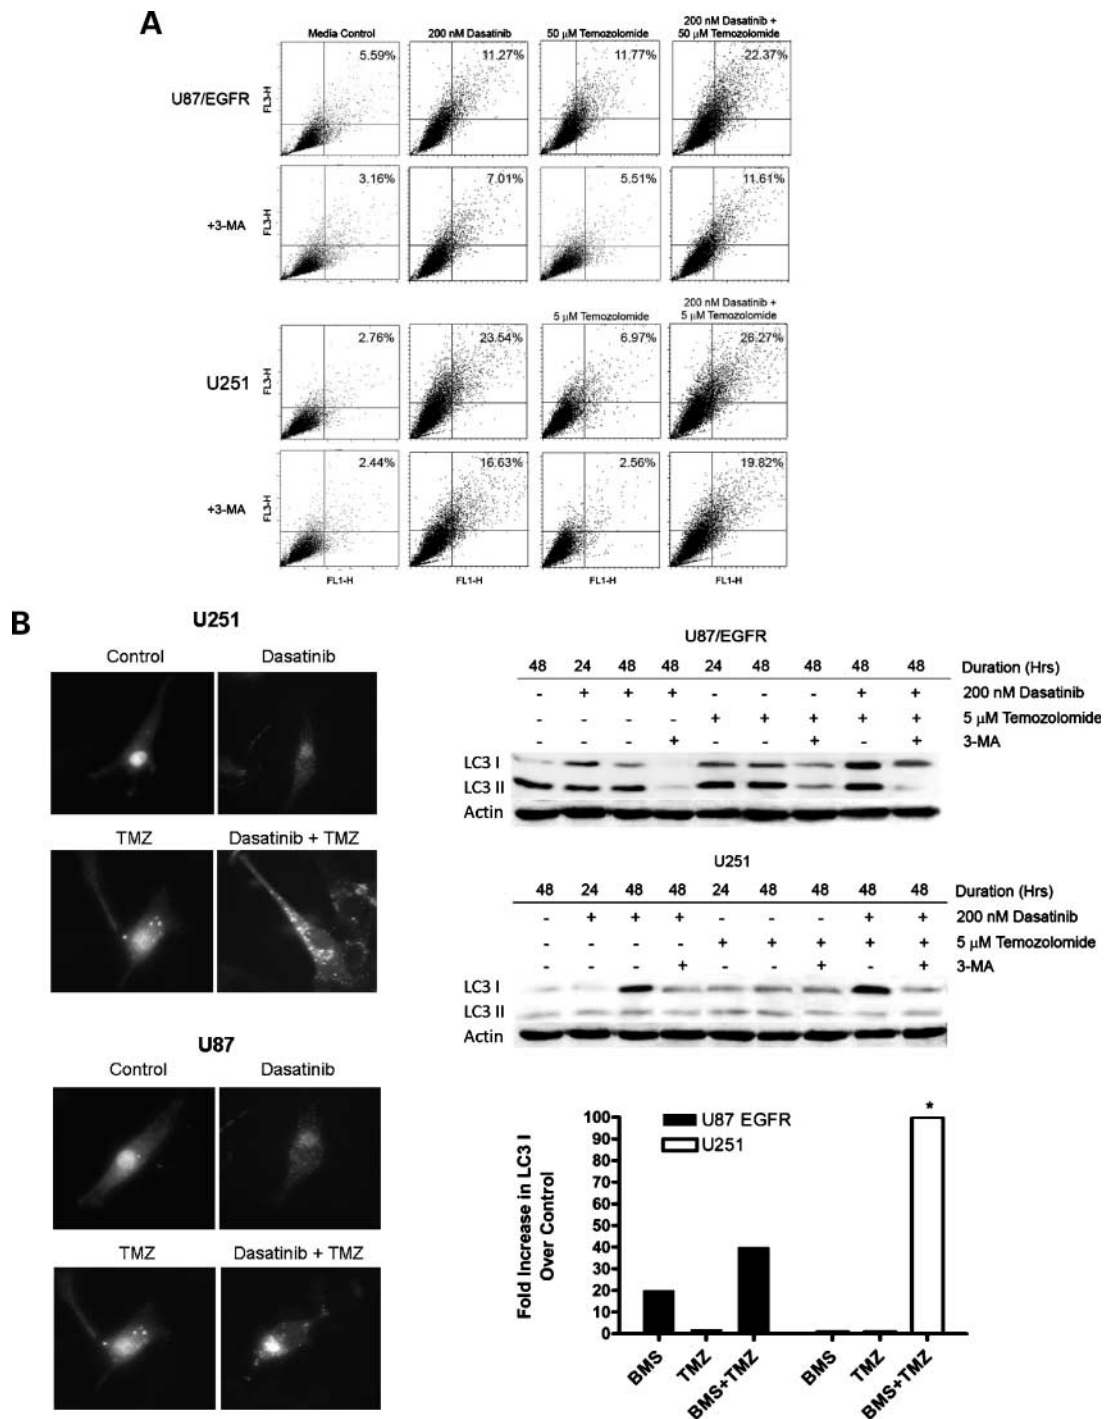 A
Media Control 200 nM Dasatinib 50 μM Temozolomide 200 nM Dasatinib +
50 μM Temozolomide
U87/EGFR FL3-H 5.59% 11.27% 11.77% 22.37%
+3-MA FL3-H 3.16% 7.01% 5.51% 11.61%
5 μM Temozolomide 200 nM Dasatinib +
5 μM Temozolomide
U251 FL3-H 2.76% 23.54% 6.97% 26.27%
+3-MA FL3-H 2.44% 16.63% 2.56% 19.82%
FL1-H FL1-H FL1-H FL1-H
B
U251
Control Dasatinib
TMZ Dasatinib + TMZ
U87
Control Dasatinib
TMZ Dasatinib + TMZ
U87/EGFR
48 24 48 48 24 48 48 48 48 Duration (Hrs)
- + + + - - - + + 200 nM Dasatinib
- - - - + + + + + 5 μM Temozolomide
- - - + - - + - + 3-MA
LC3 I
LC3 II
Actin
U251
48 24 48 48 24 48 48 48 48 Duration (Hrs)
- + + + - - - + + 200 nM Dasatinib
- - - - + + + + + 5 μM Temozolomide
- - - + - - + - + 3-MA
LC3 I
LC3 II
Actin
Fold Increase in LC3 I
Over Control
100
90
80
70
60
50
40
30
20
10
0
U87 EGFR
U251
*
BMS TMZ BMS+TMZ BMS TMZ BMS+TMZ